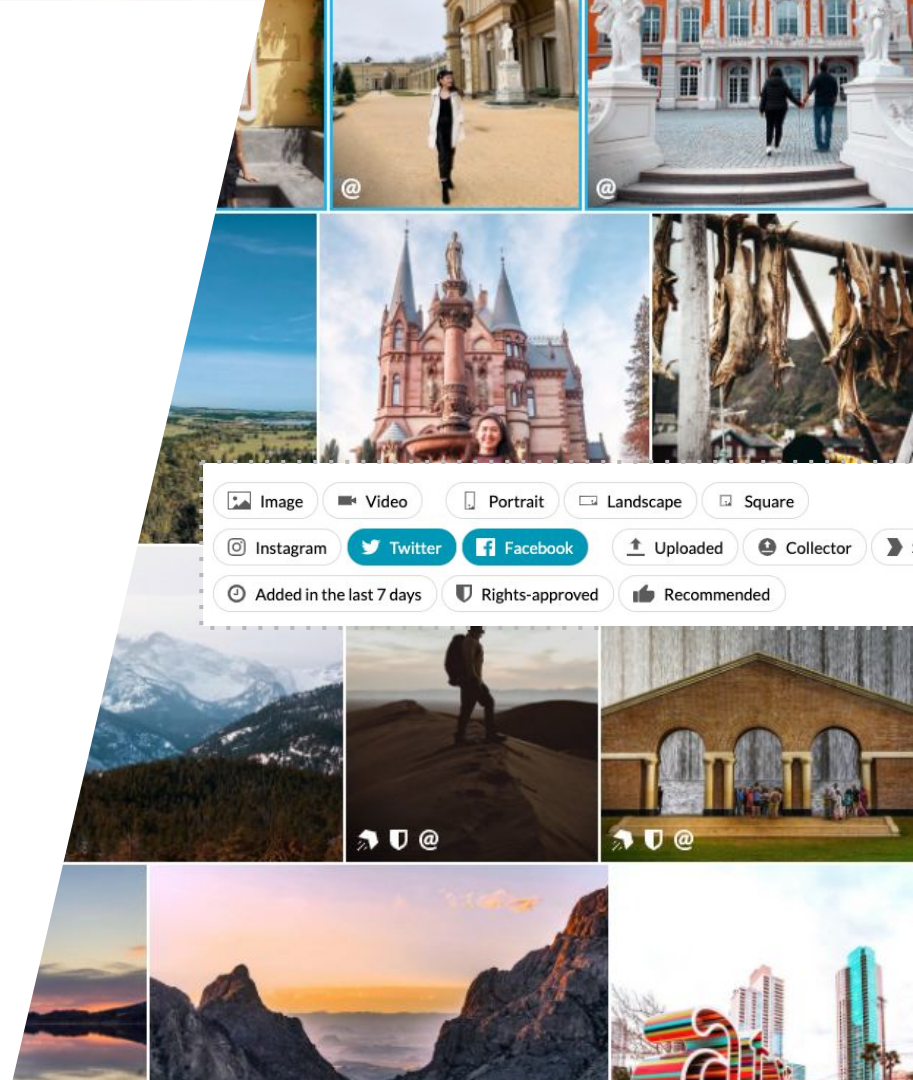 @ @
Image Video Portrait Landscape Square
Instagram Twitter Facebook Uploaded Collector
Added in the last 7 days Rights-approved Recommended
@ @